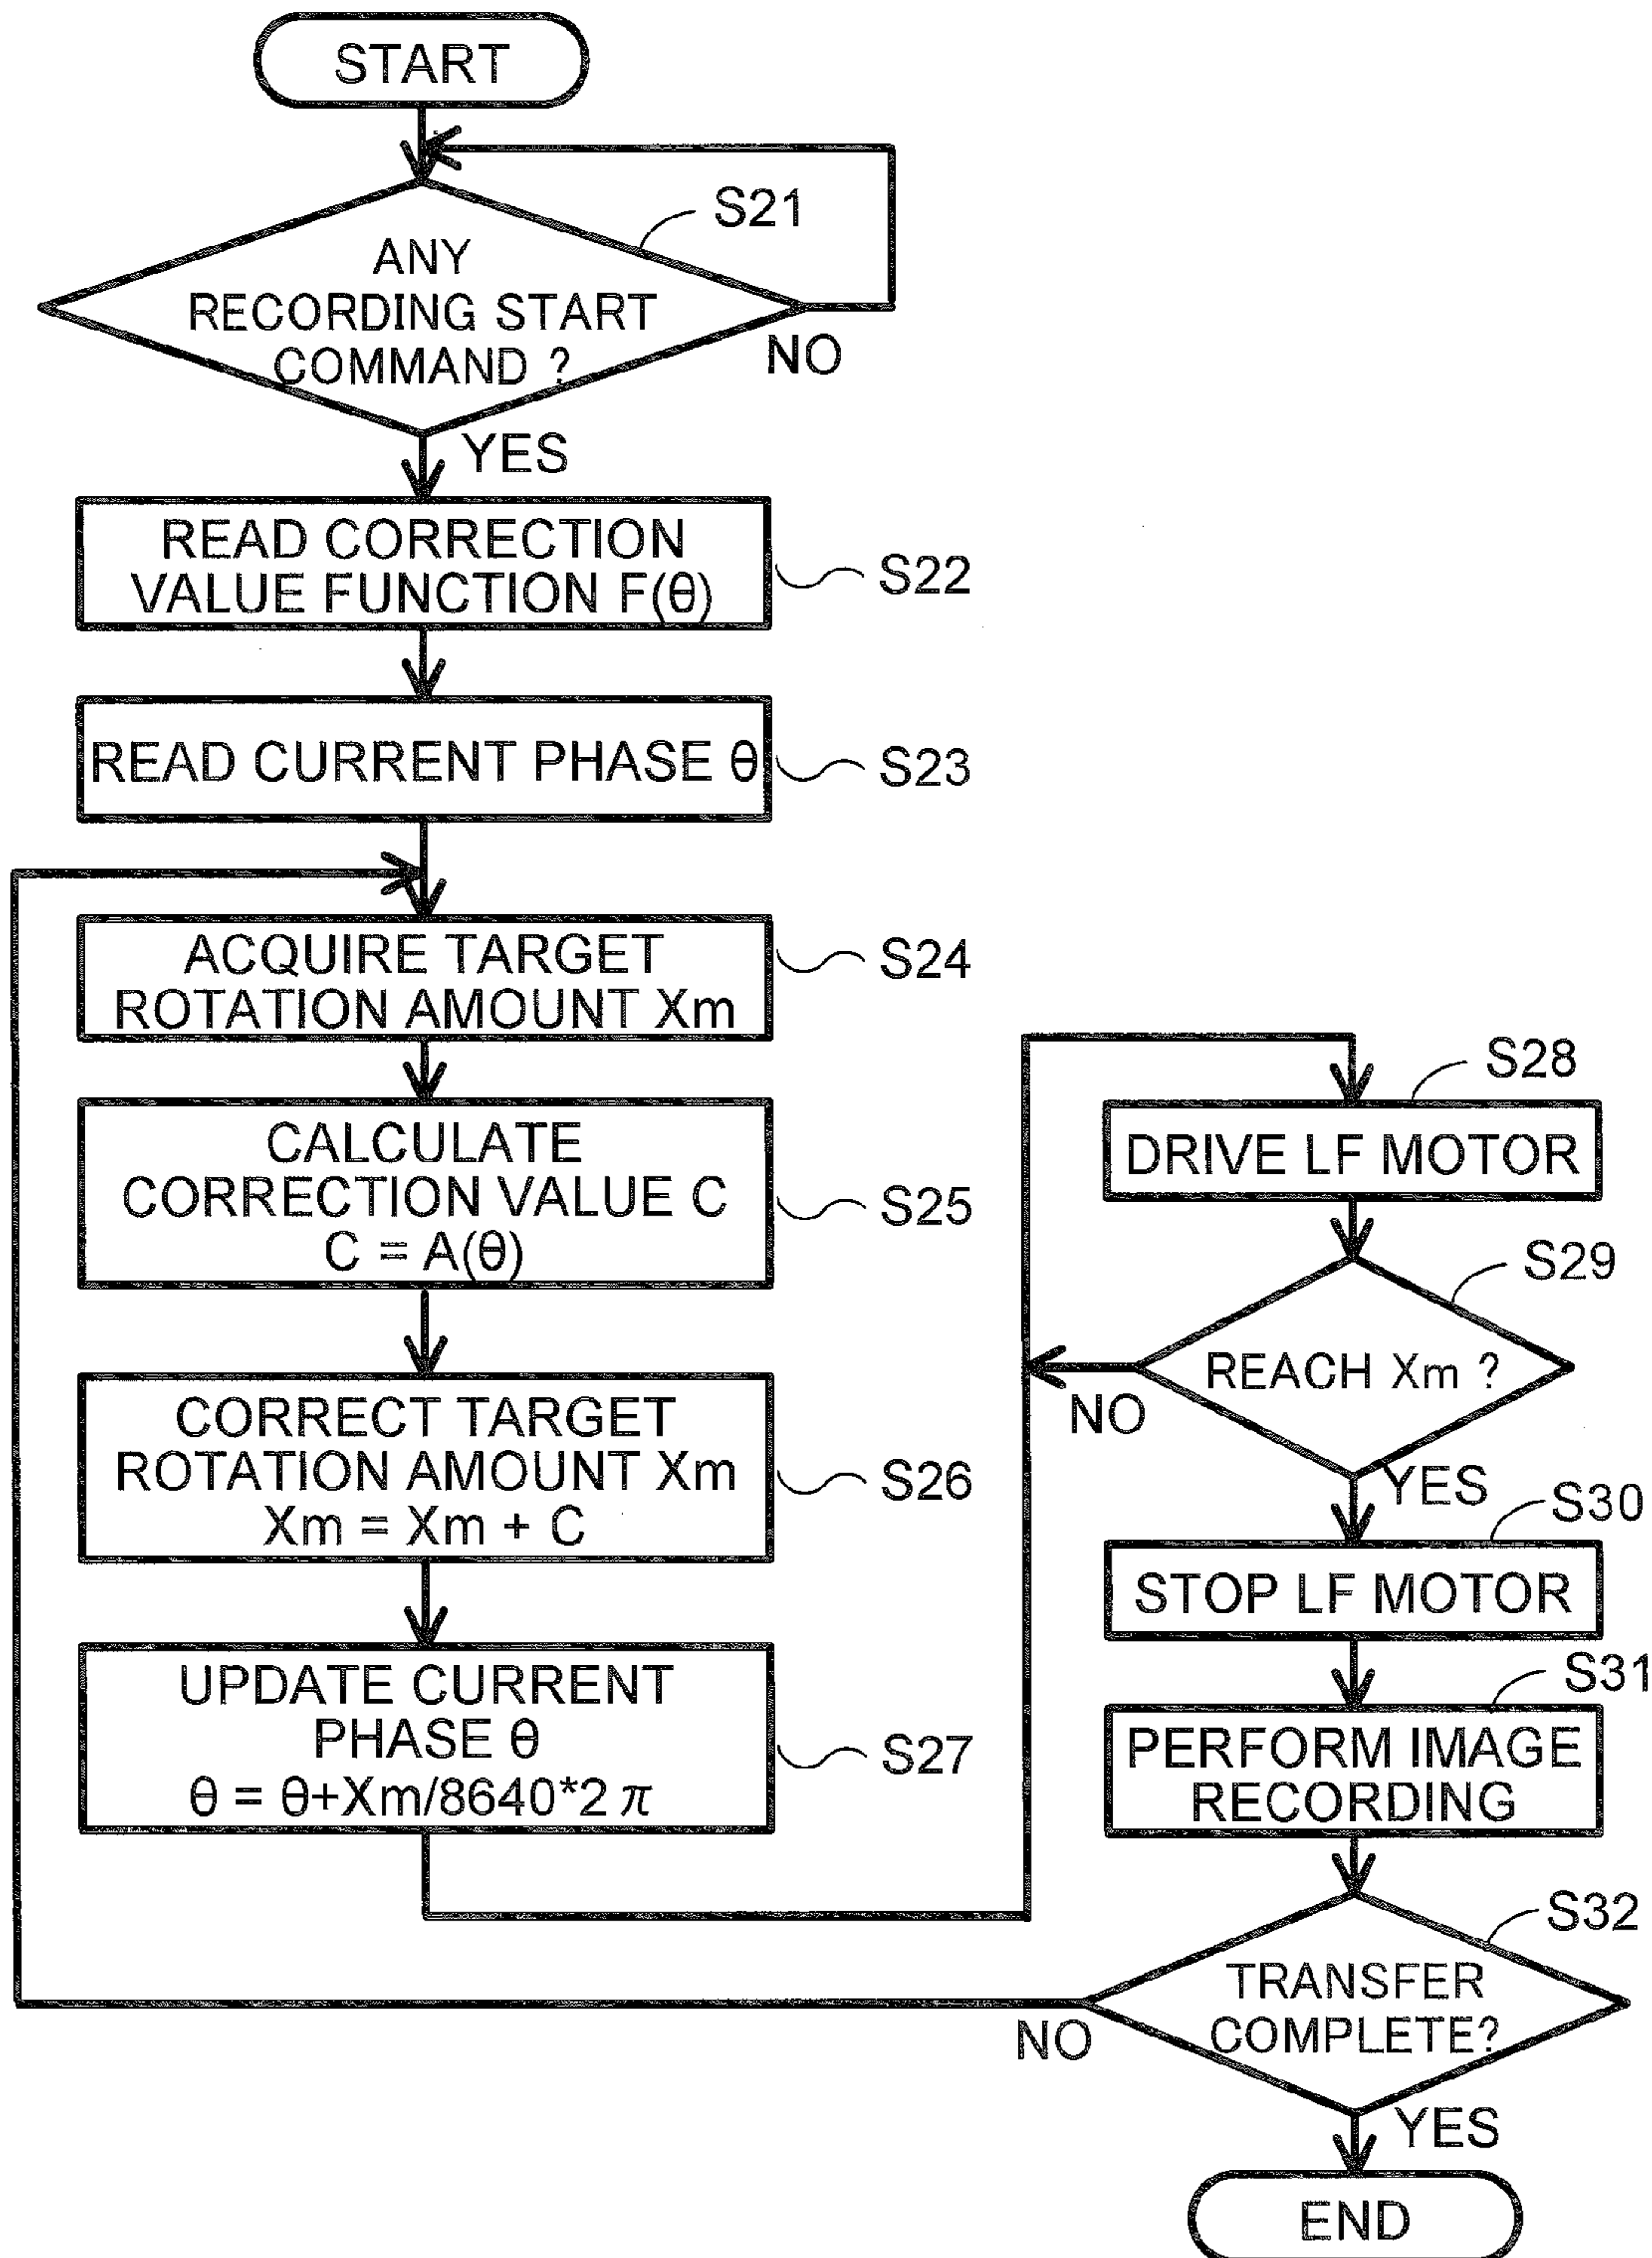 START
S21
ANY
RECORDING START
COMMAND ?
NO
YES
READ CORRECTION
VALUE FUNCTION F(θ)
S22
READ CURRENT PHASE θ
S23
ACQUIRE TARGET
ROTATION AMOUNT Xm
S24
CALCULATE
CORRECTION VALUE C
C = A(θ)
S25
CORRECT TARGET
ROTATION AMOUNT Xm
Xm = Xm + C
S26
UPDATE CURRENT
PHASE θ
θ = θ+Xm/8640*2 π
S27
S28
DRIVE LF MOTOR
S29
REACH Xm ?
NO
YES
S30
STOP LF MOTOR
S31
PERFORM IMAGE
RECORDING
S32
TRANSFER
COMPLETE?
NO
YES
END